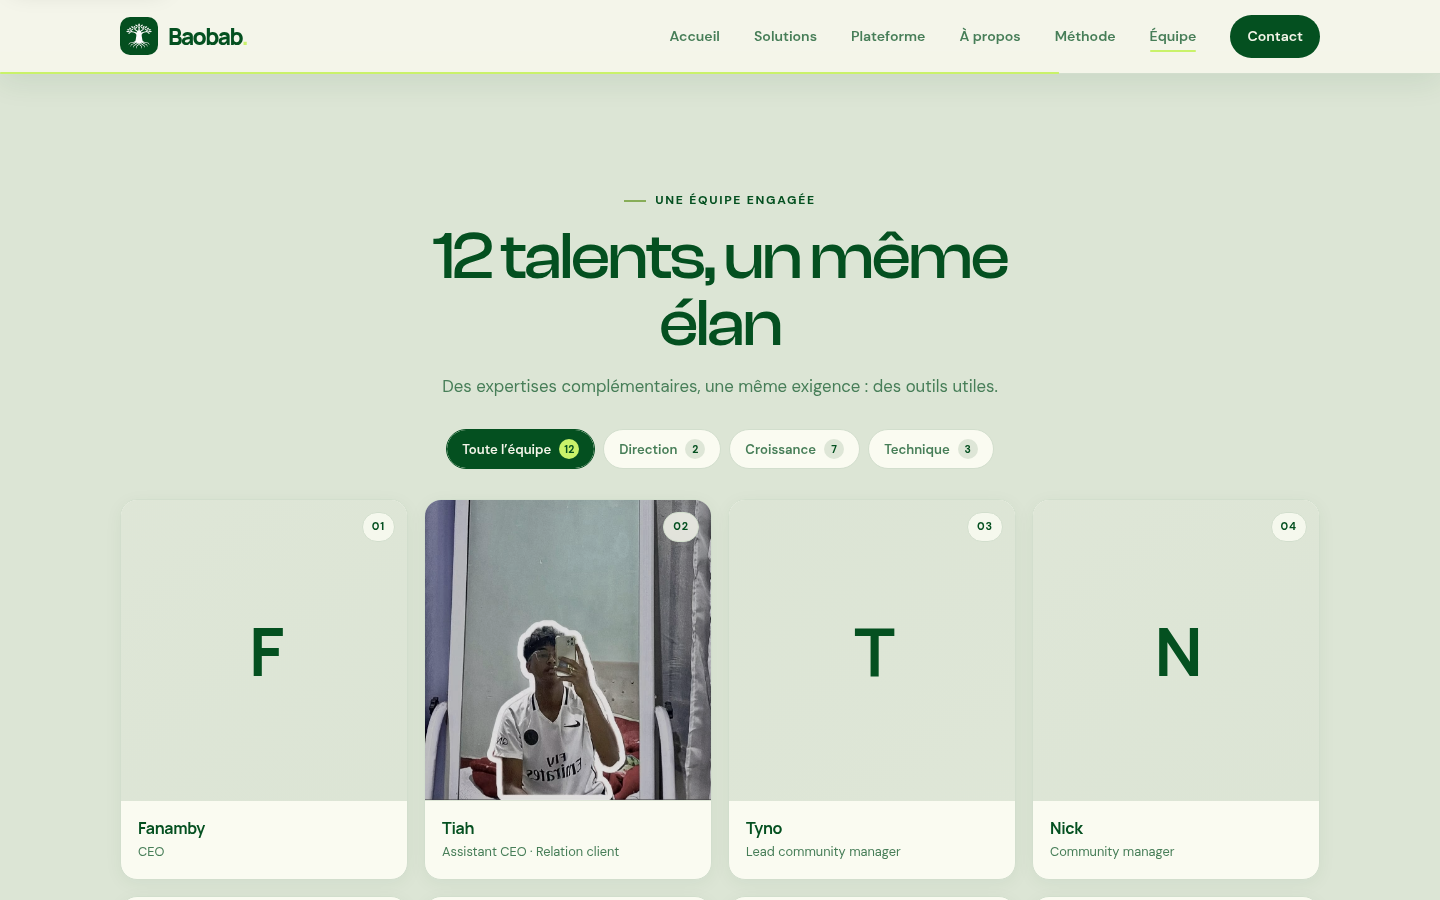 Baobab.
Accueil
Solutions
Plateforme
À propos
Méthode
Équipe
Contact
UNE ÉQUIPE ENGAGÉE
12 talents, un même
élan
Des expertises complémentaires, une même exigence : des outils utiles.
Toute l’équipe 12
Direction 2
Croissance 7
Technique 3
01
F
Fanamby
CEO
02
Fly
Emirates
Tiah
Assistant CEO · Relation client
03
T
Tyno
Lead community manager
04
N
Nick
Community manager